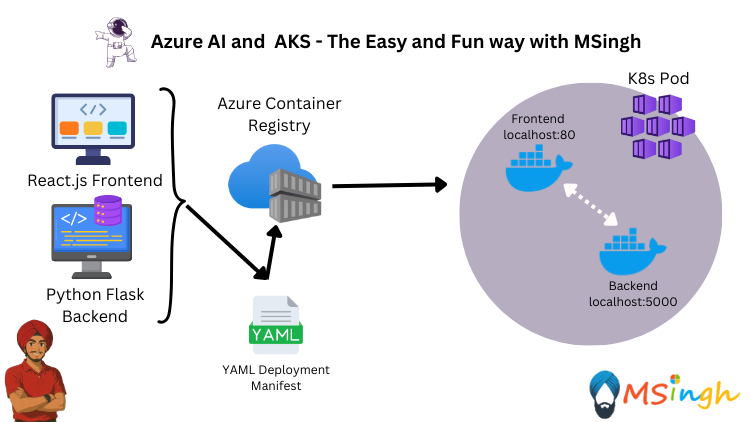 Azure AI and AKS - The Easy and Fun way with MSingh
</>
React.js Frontend
</>
Python Flask
Backend
Azure Container
Registry
YAML
YAML Deployment
Manifest
K8s Pod
Frontend
localhost:80
Backend
localhost:5000
MSingh